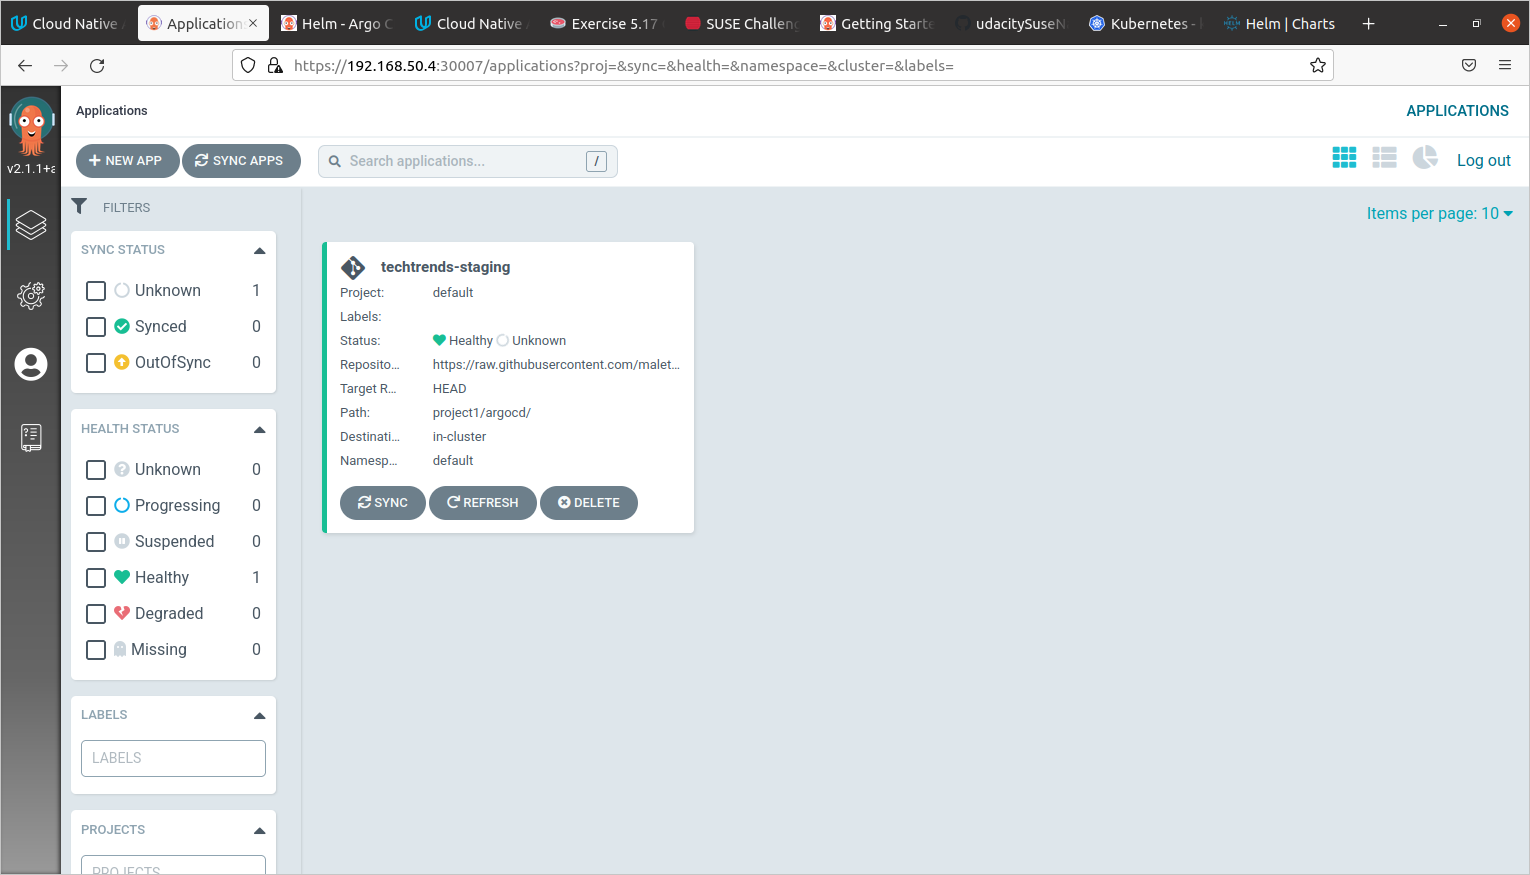 Cloud Native
Applications
Helm - Argo C
Cloud Native
Exercise 5.17
SUSE Challeng
Getting Starte
udacitySuseN
Kubernetes -
Helm | Charts
https://192.168.50.4:30007/applications?proj=&sync=&health=&namespace=&cluster=&labels=
Applications
APPLICATIONS
v2.1.1+a
NEW APP
SYNC APPS
Search applications...
/
Log out
FILTERS
Items per page: 10
SYNC STATUS
Unknown 1
Synced 0
OutOfSync 0
HEALTH STATUS
Unknown 0
Progressing 0
Suspended 0
Healthy 1
Degraded 0
Missing 0
LABELS
LABELS
PROJECTS
PROJECTS
techtrends-staging
Project: default
Labels:
Status: Healthy Unknown
Reposito... https://raw.githubusercontent.com/malet...
Target R... HEAD
Path: project1/argocd/
Destinati... in-cluster
Namesp... default
SYNC
REFRESH
DELETE